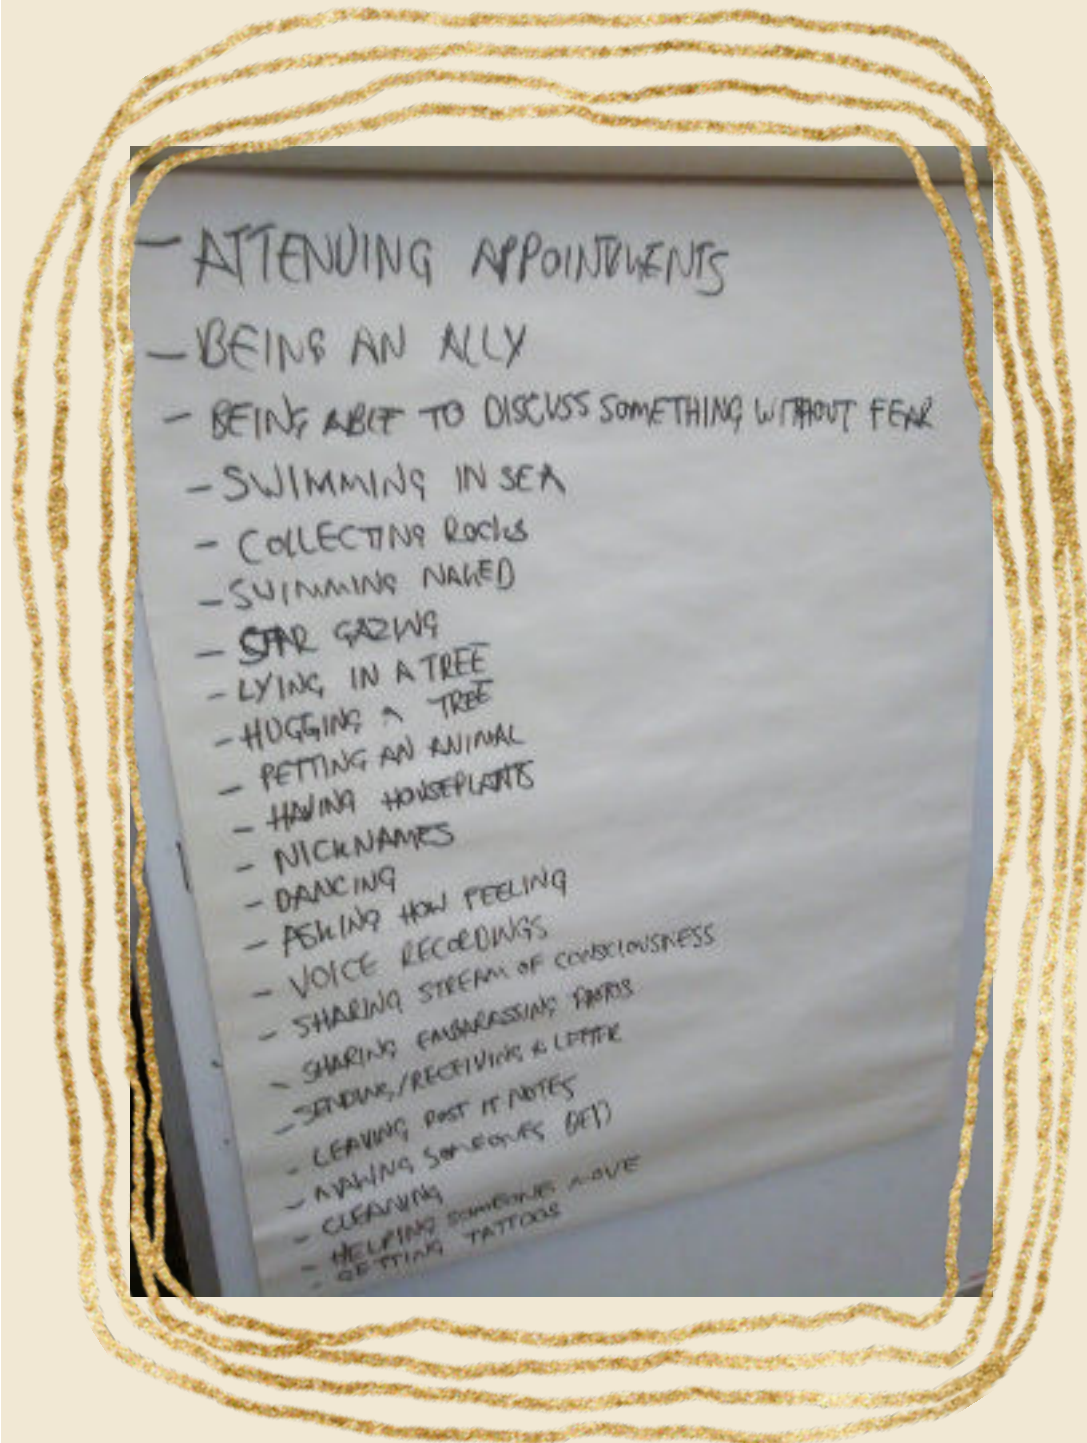 - ATTENDING APPOINTMENTS
- BEING AN ALLY
- BEING ABLE TO DISCUSS SOMETHING WITHOUT FEAR
- SWIMMING IN SEA
- COLLECTING ROCKS
- SWIMMING NAKED
- STAR GAZING
- LYING IN A TREE
- HUGGING A TREE
- PETTING AN ANIMAL
- HAVING HOUSEPLANTS
- NICKNAMES
- DANCING
- ASKING HOW FEELING
- VOICE RECORDINGS
- SHARING STREAM OF CONSCIOUSNESS
- SHARING EMBARASSING PHOTOS
- SENDING/RECEIVING A LETTER
- LEAVING POST IT NOTES
- MAKING SOMEONES BED
- CLEANING
- HELPING SOMEONE MOVE
- GETTING TATTOOS